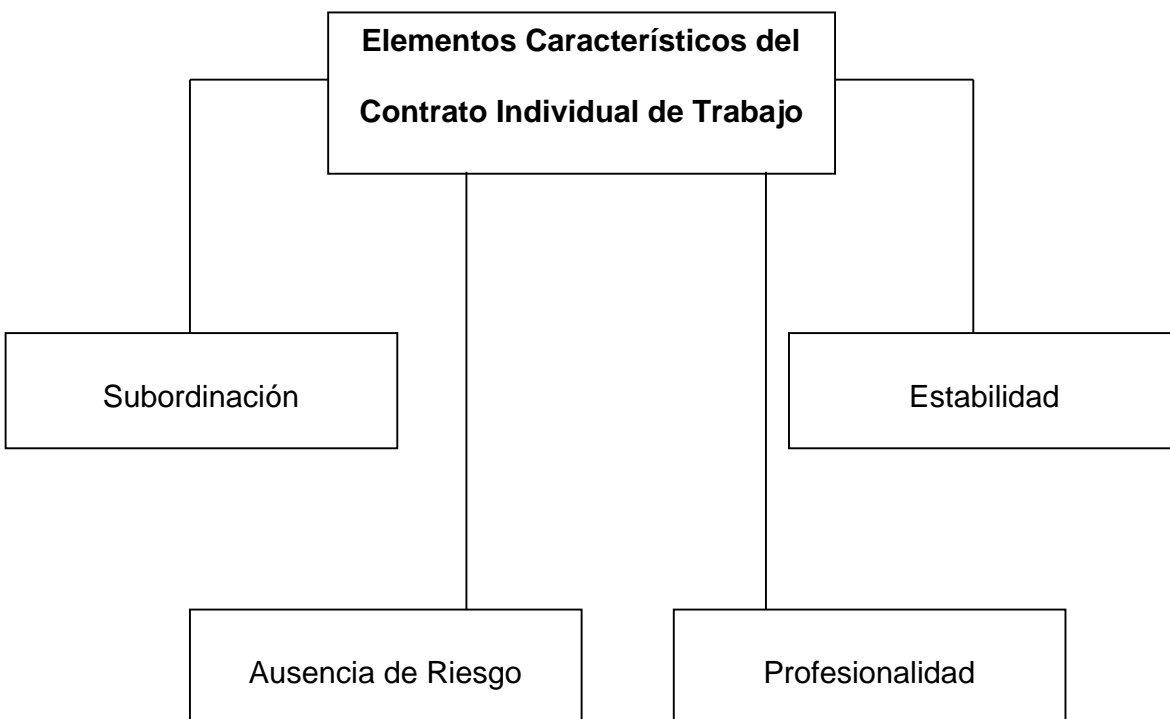 Elementos Característicos del
Contrato Individual de Trabajo
Subordinación
Estabilidad
Ausencia de Riesgo
Profesionalidad